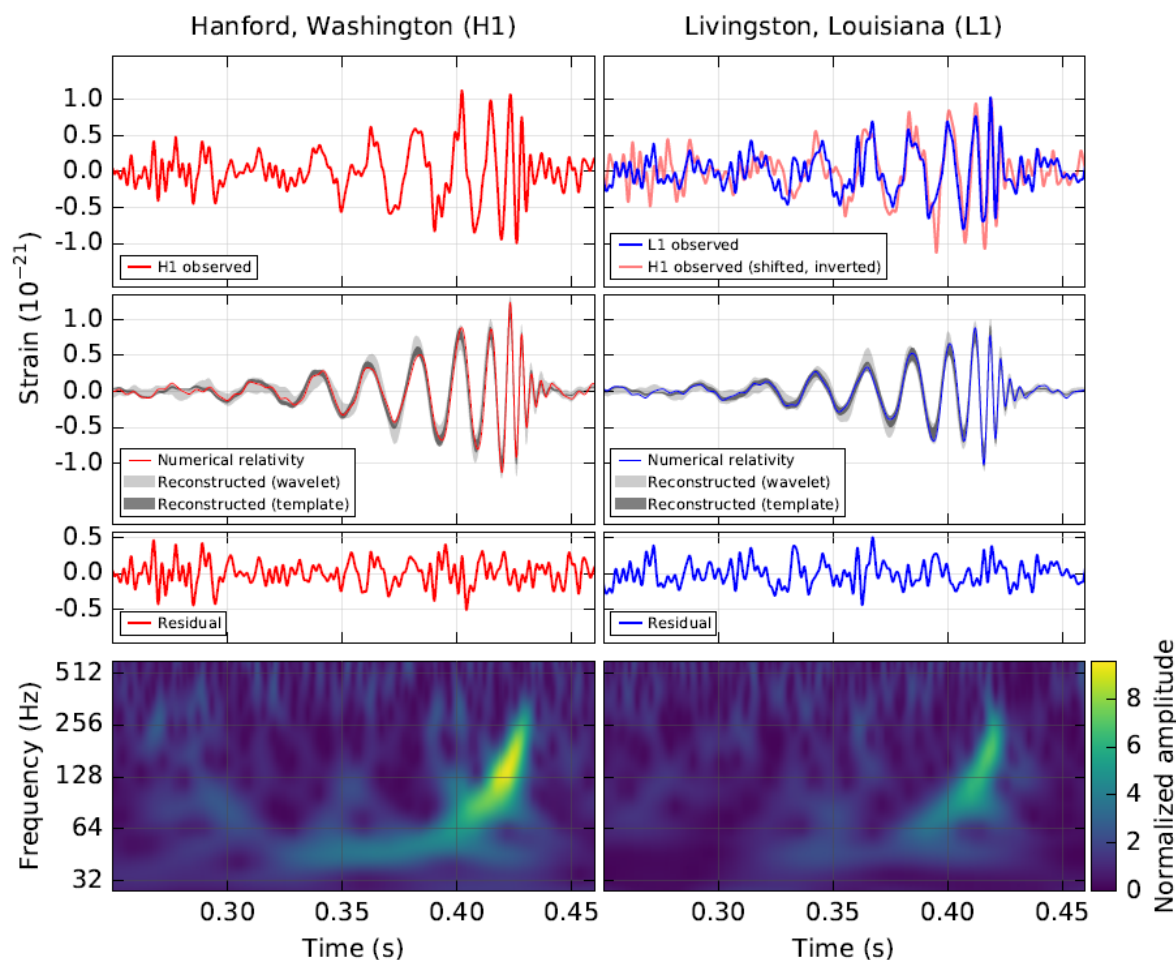 Hanford, Washington (H1)
Livingston, Louisiana (L1)
Strain (10⁻²¹)
1.0
0.5
0.0
-0.5
-1.0
H1 observed
L1 observed
H1 observed (shifted, inverted)
1.0
0.5
0.0
-0.5
-1.0
Numerical relativity
Reconstructed (wavelet)
Reconstructed (template)
Numerical relativity
Reconstructed (wavelet)
Reconstructed (template)
0.5
0.0
-0.5
Residual
Residual
Frequency (Hz)
512
256
128
64
32
Normalized amplitude
8
6
4
2
0
0.30 0.35 0.40 0.45
0.30 0.35 0.40 0.45
Time (s)
Time (s)